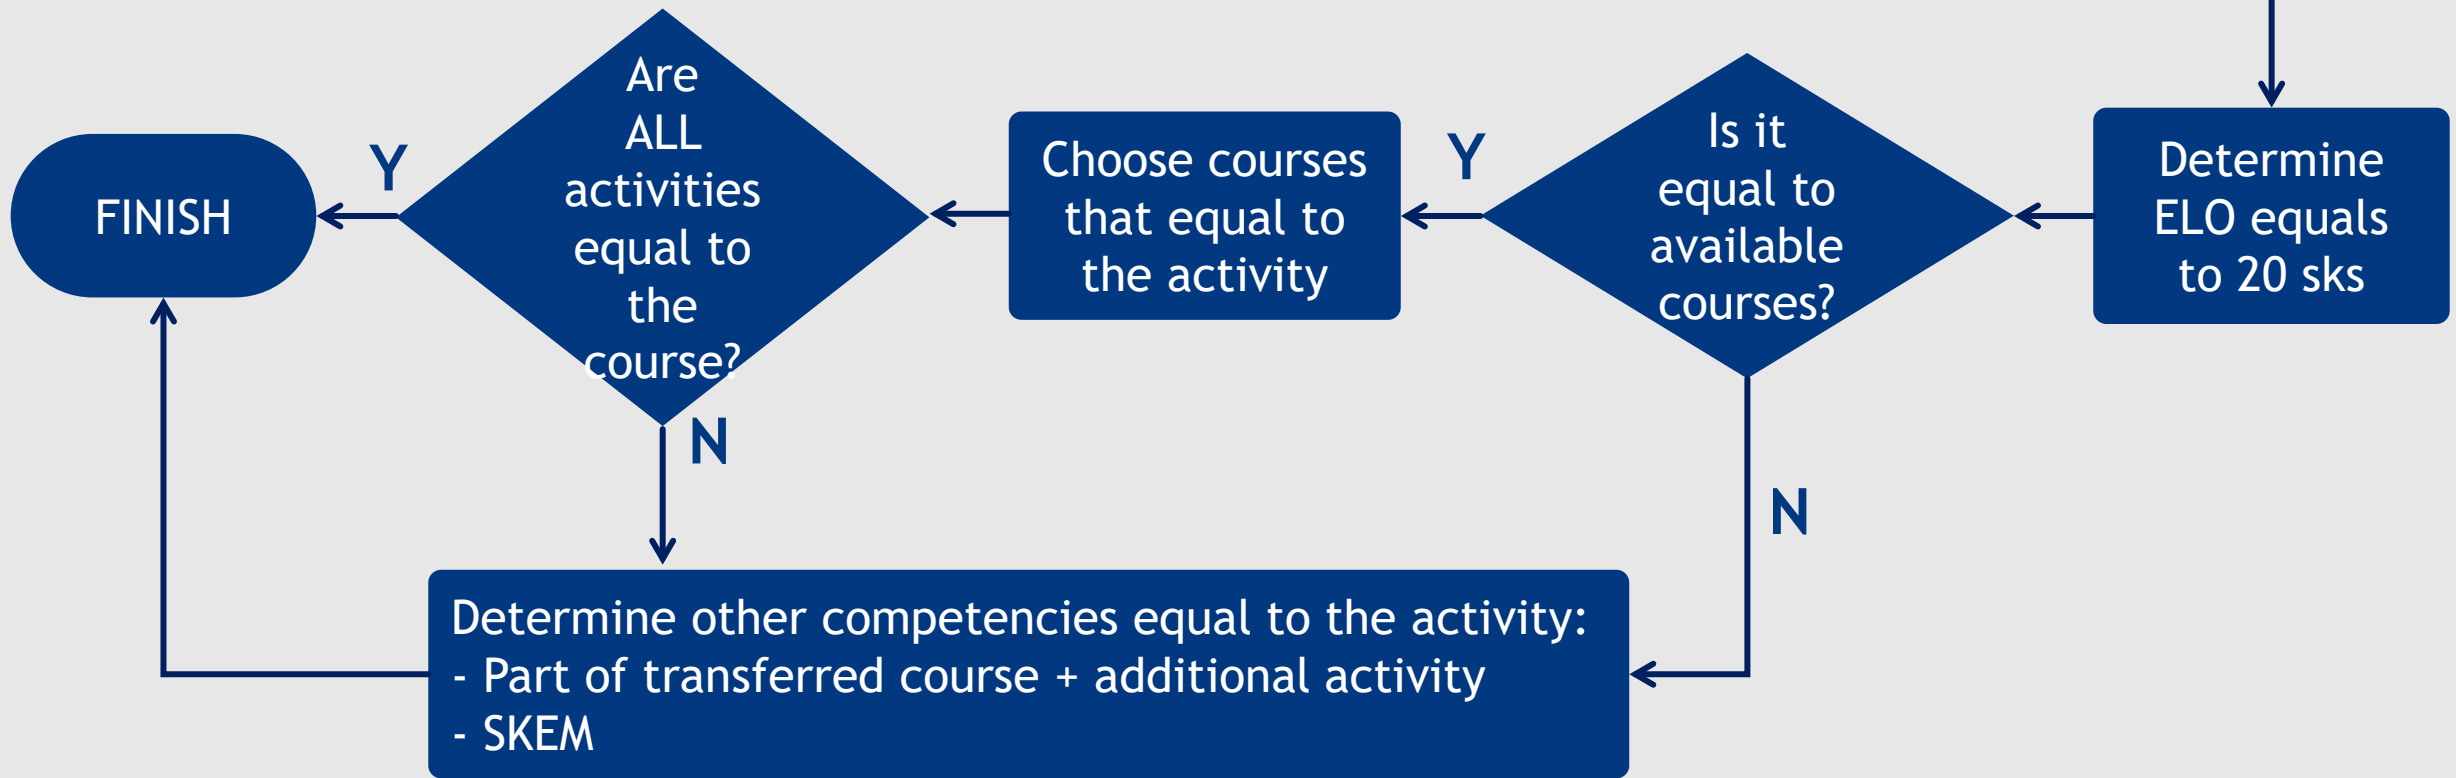 Determine
ELO equals
to 20 sks
Is it
equal to
available
courses?
Y
N
Choose courses
that equal to
the activity
Are
ALL
activities
equal to
the
course?
Y
N
FINISH
Determine other competencies equal to the activity:
- Part of transferred course + additional activity
- SKEM